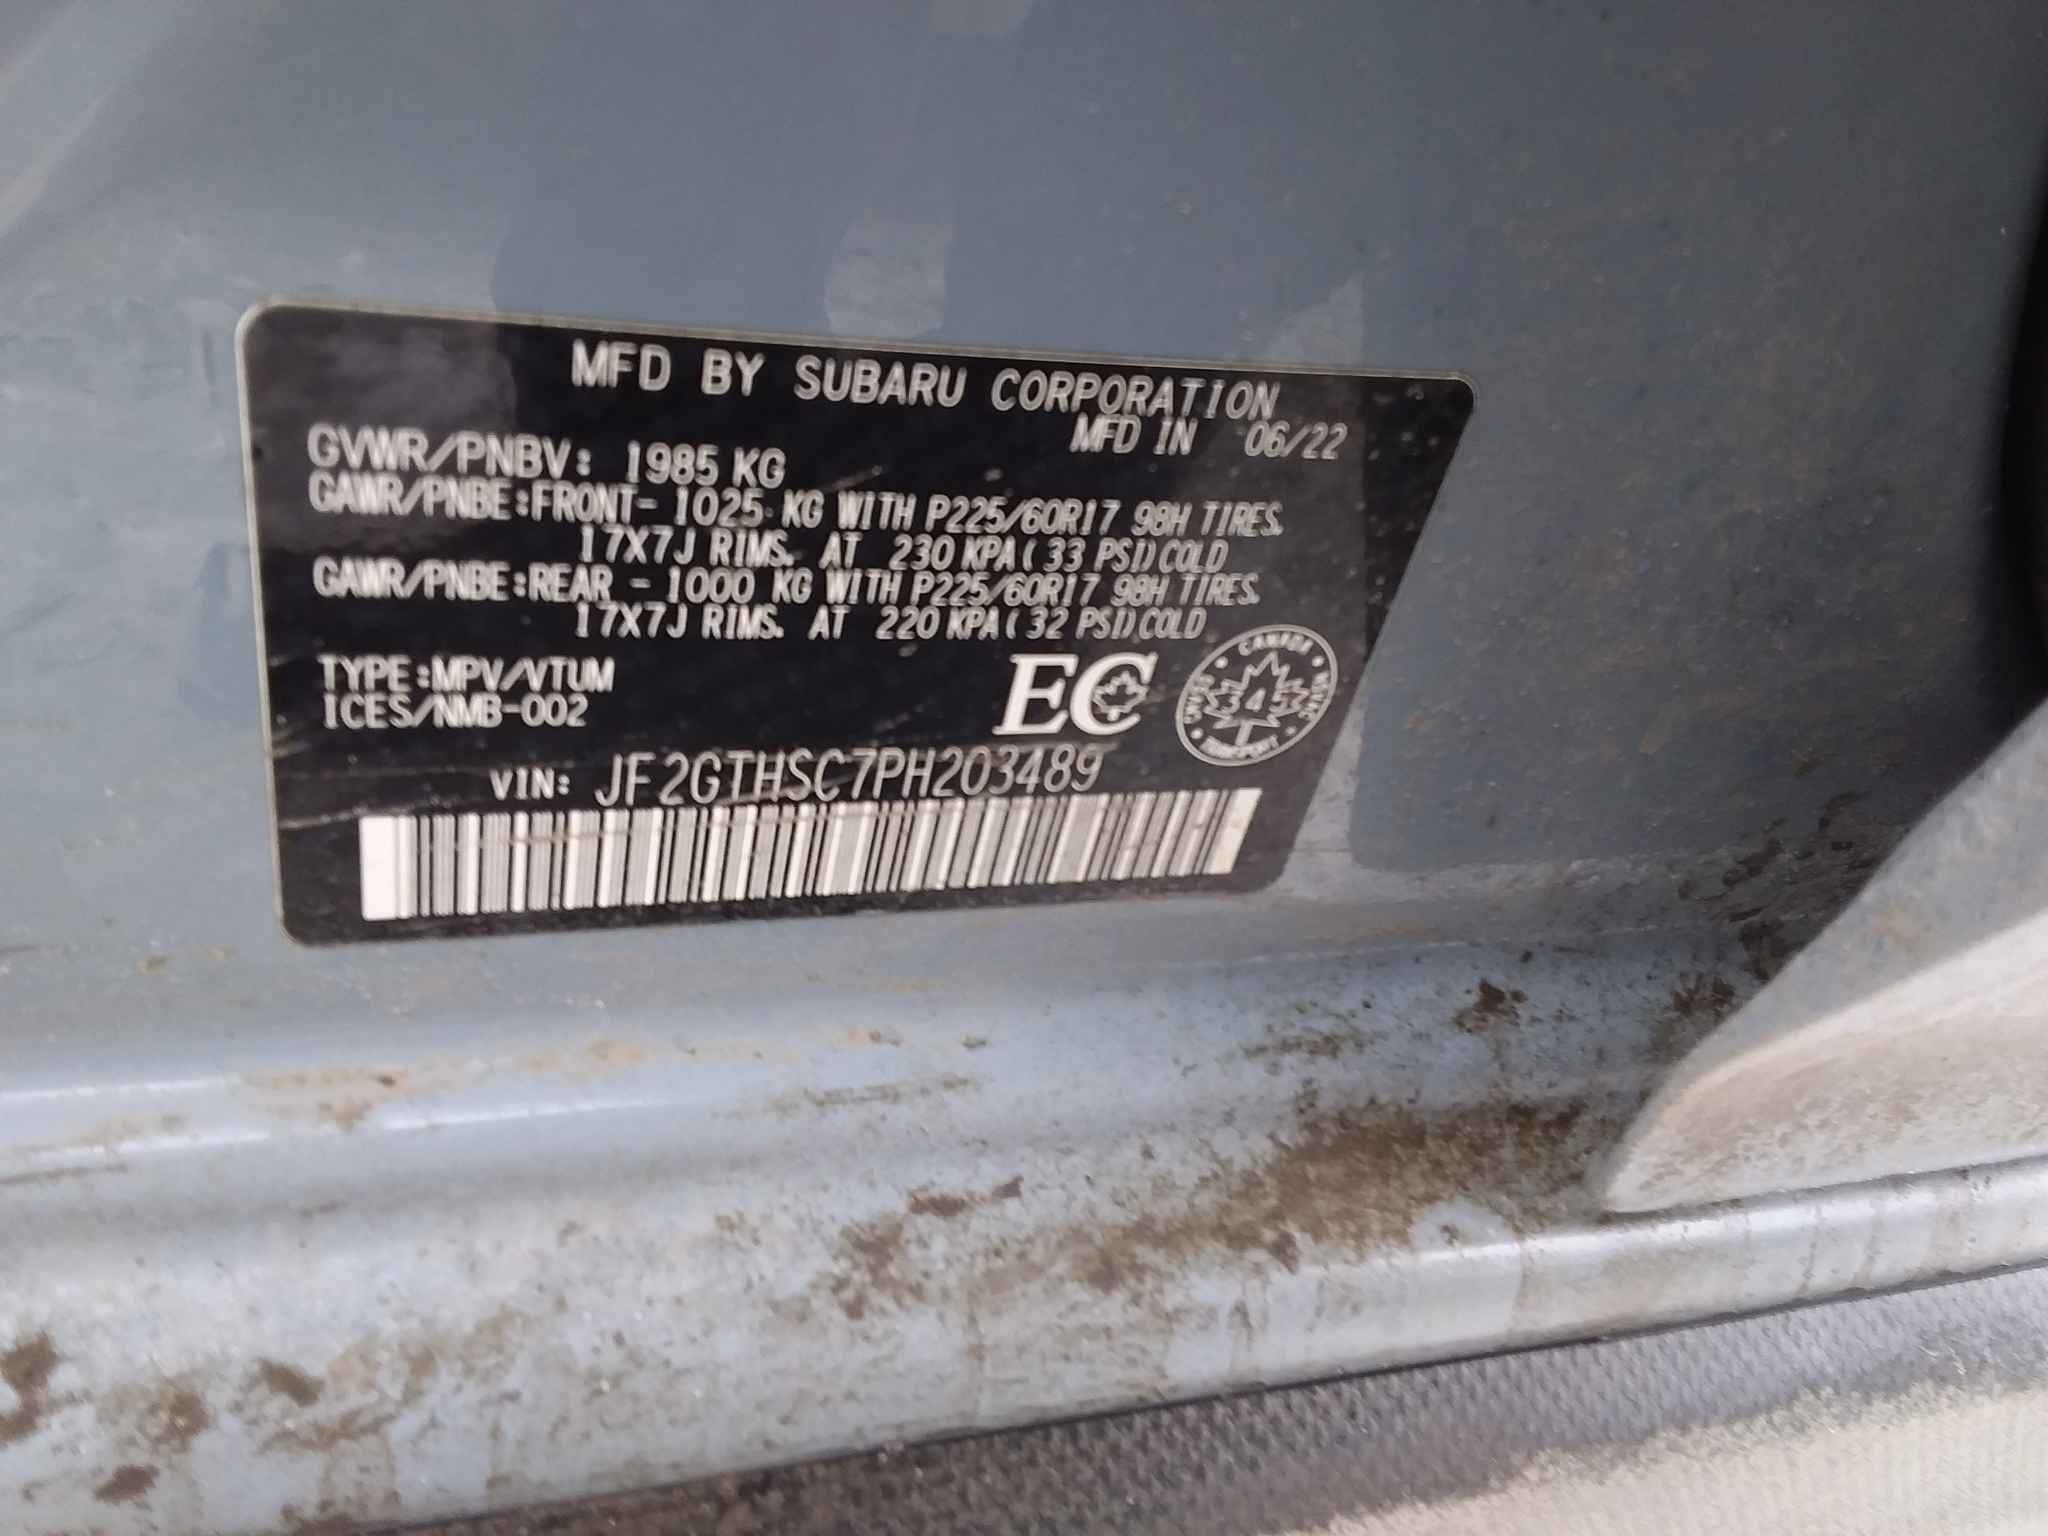 MFD BY SUBARU CORPORATION
MFD IN 06/22
GVWR/PNBV: 1985 KG
GAWR/PNBE:FRONT- 1025 KG WITH P225/60R17 98H TIRES.
17X7J RIMS. AT 230 KPA( 33 PSI)COLD
GAWR/PNBE:REAR - 1000 KG WITH P225/60R17 98H TIRES.
17X7J RIMS. AT 220 KPA( 32 PSI)COLD
TYPE:MPV/VTUM
ICES/NMB-002
EC
CANADA
345
TRANSPORT
VIN: JF2GTHSC7PH203489